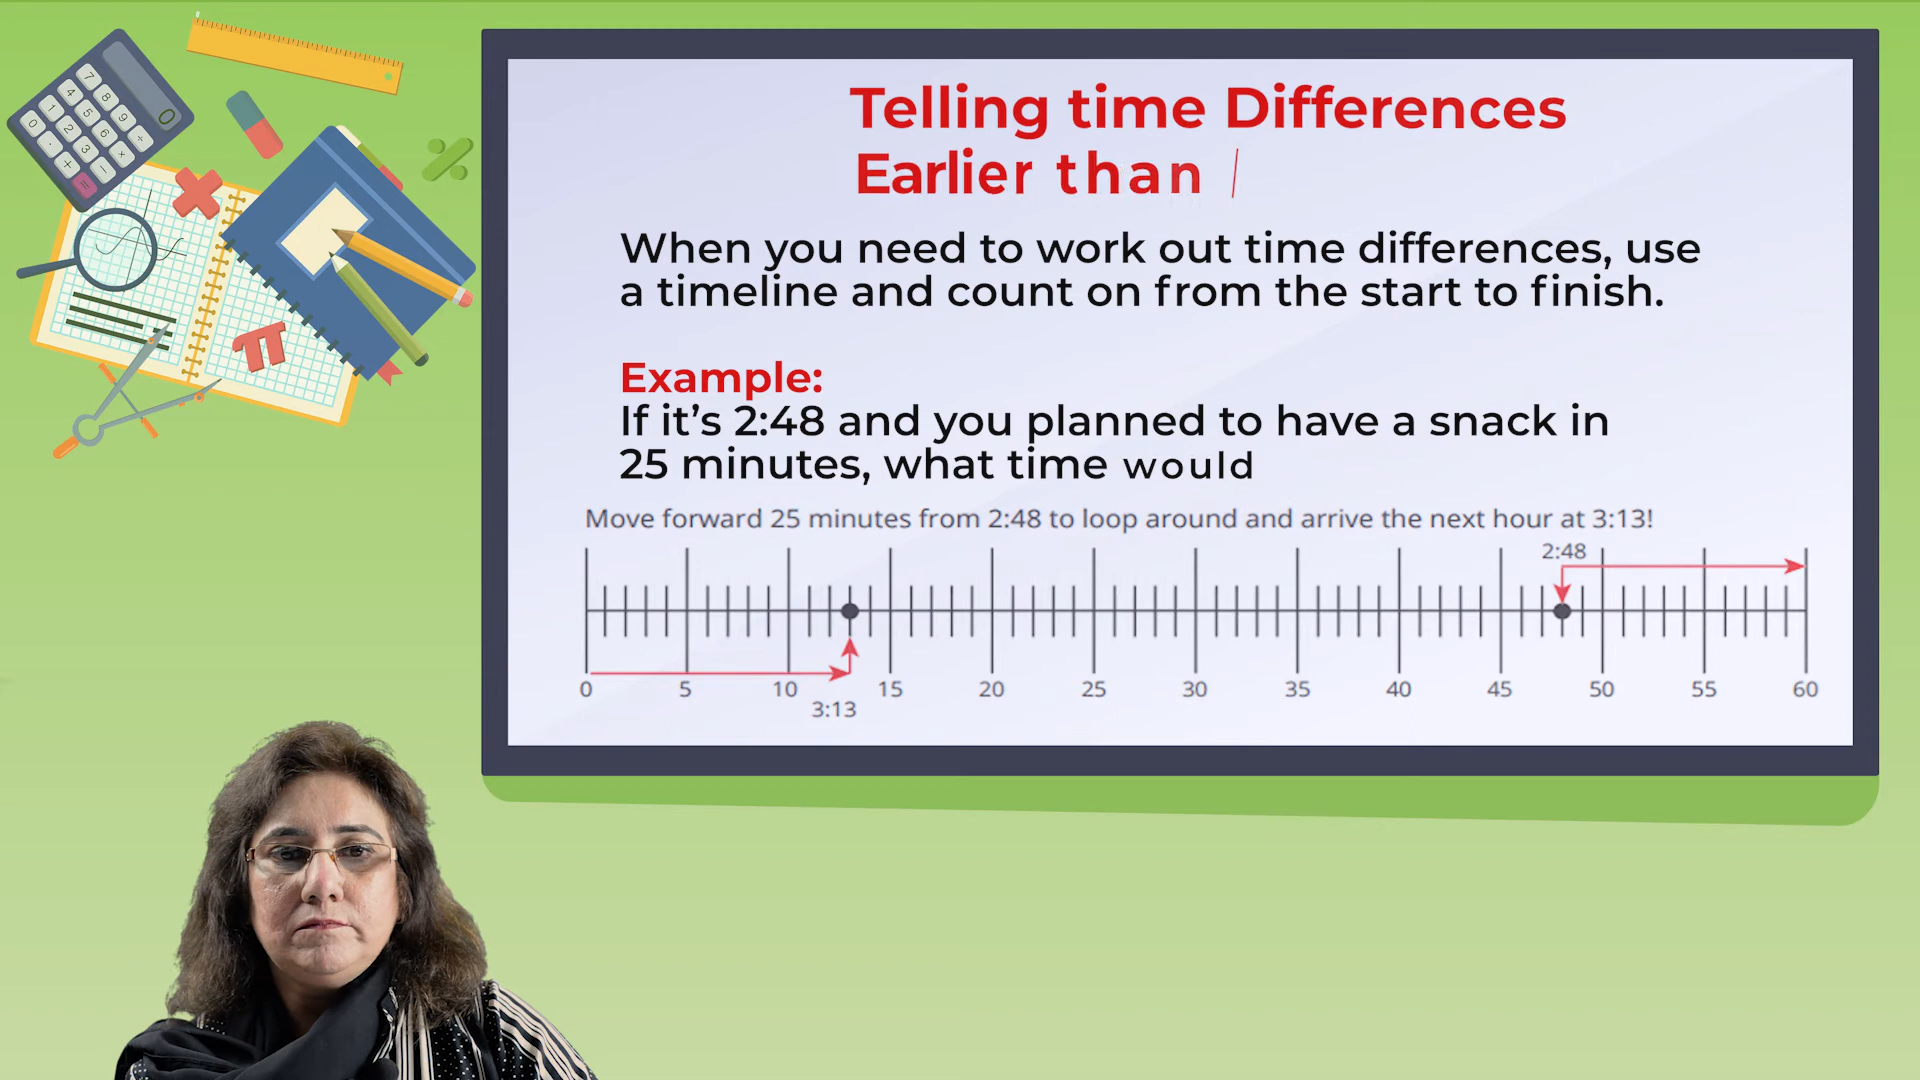 Telling time Differences
Earlier than
When you need to work out time differences, use
a timeline and count on from the start to finish.
Example:
If it's 2:48 and you planned to have a snack in
25 minutes, what time would
Move forward 25 minutes from 2:48 to loop around and arrive the next hour at 3:13!
2:48
0 5 10 15 20 25 30 35 40 45 50 55 60
3:13